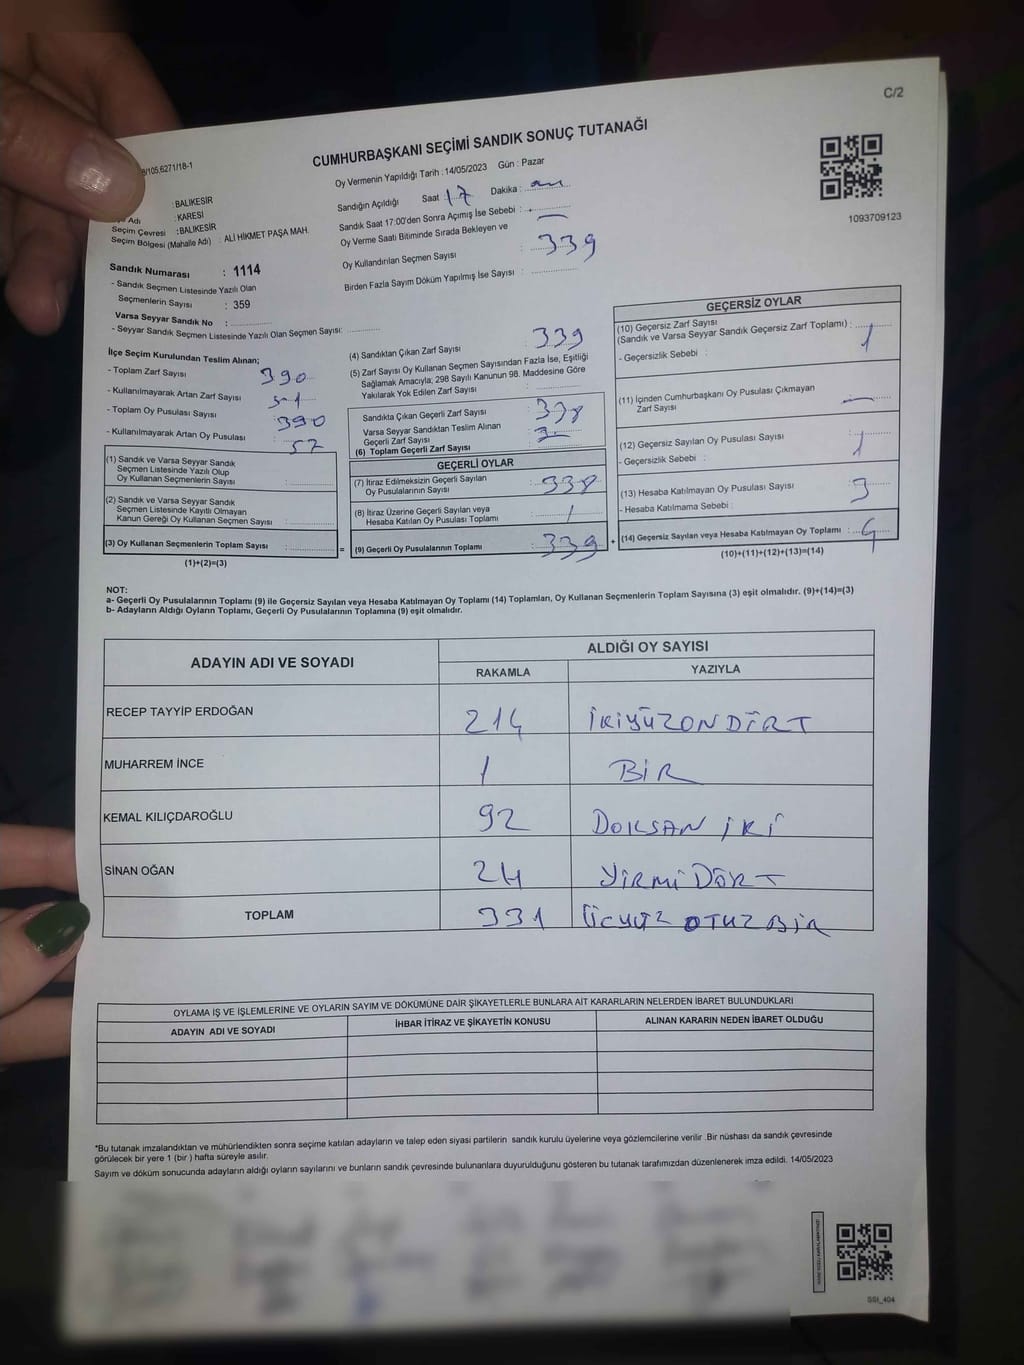 C/2
/105,6271/18-1
CUMHURBAŞKANI SEÇİMİ SANDIK SONUÇ TUTANAĞI
: BALIKESİR
Adı : KARESİ
Seçim Çevresi : BALIKESİR
Seçim Bölgesi (Mahalle Adı) : ALİ HİKMET PAŞA MAH.
Oy Vermenin Yapıldığı Tarih : 14/05/2023 Gün : Pazar
Sandığın Açıldığı Saat 17 Dakika :
Sandık Saat 17:00'den Sonra Açımış İse Sebebi : -
Oy Verme Saati Bitiminde Sırada Bekleyen ve
Oy Kullandırılan Seçmen Sayısı : 339
Birden Fazla Sayım Döküm Yapılmış İse Sayısı :
1093709123
Sandık Numarası : 1114
- Sandık Seçmen Listesinde Yazılı Olan
Seçmenlerin Sayısı : 359
Varsa Seyyar Sandık No :
- Seyyar Sandık Seçmen Listesinde Yazılı Olan Seçmen Sayısı:
İlçe Seçim Kurulundan Teslim Alınan;
- Toplam Zarf Sayısı 390
- Kullanılmayarak Artan Zarf Sayısı 51
- Toplam Oy Pusulası Sayısı 390
- Kullanılmayarak Artan Oy Pusulası 52
(1) Sandık ve Varsa Seyyar Sandık
Seçmen Listesinde Yazılı Olup
Oy Kullanan Seçmenlerin Sayısı :
(2) Sandık ve Varsa Seyyar Sandık
Seçmen Listesinde Kayıtlı Olmayan
Kanun Gereği Oy Kullanan Seçmen Sayısı :
(3) Oy Kullanan Seçmenlerin Toplam Sayısı :
(1)+(2)=(3)
(4) Sandıktan Çıkan Zarf Sayısı 339
(5) Zarf Sayısı Oy Kullanan Seçmen Sayısından Fazla İse, Eşitliği
Sağlamak Amacıyla; 298 Sayılı Kanunun 98. Maddesine Göre
Yakılarak Yok Edilen Zarf Sayısı :
Sandıkta Çıkan Geçerli Zarf Sayısı : 338
Varsa Seyyar Sandıktan Teslim Alınan
Geçerli Zarf Sayısı
(6) Toplam Geçerli Zarf Sayısı
GEÇERLİ OYLAR
(7) İtiraz Edilmeksizin Geçerli Sayılan
Oy Pusulalarının Sayısı : 338
(8) İtiraz Üzerine Geçerli Sayılan veya
Hesaba Katılan Oy Pusulası Toplamı : 1
= (9) Geçerli Oy Pusulalarının Toplamı : 339 +
GEÇERSİZ OYLAR
(10) Geçersiz Zarf Sayısı
(Sandık ve Varsa Seyyar Sandık Geçersiz Zarf Toplamı) : 1
- Geçersizlik Sebebi :
(11) İçinden Cumhurbaşkanı Oy Pusulası Çıkmayan
Zarf Sayısı : -
(12) Geçersiz Sayılan Oy Pusulası Sayısı : 1
- Geçersizlik Sebebi :
(13) Hesaba Katılmayan Oy Pusulası Sayısı : 3
- Hesaba Katılmama Sebebi :
(14) Geçersiz Sayılan veya Hesaba Katılmayan Oy Toplamı :
(10)+(11)+(12)+(13)=(14)
NOT:
a- Geçerli Oy Pusulalarının Toplamı (9) ile Geçersiz Sayılan veya Hesaba Katılmayan Oy Toplamı (14) Toplamları, Oy Kullanan Seçmenlerin Toplam Sayısına (3) eşit olmalıdır. (9)+(14)=(3)
b- Adayların Aldığı Oyların Toplamı, Geçerli Oy Pusulalarının Toplamına (9) eşit olmalıdır.
ADAYIN ADI VE SOYADI ALDIĞI OY SAYISI
RAKAMLA YAZIYLA
RECEP TAYYİP ERDOĞAN 214 İKİYÜZONDÖRT
MUHARREM İNCE 1 BİR
KEMAL KILIÇDAROĞLU 92 DOKSAN İKİ
SİNAN OĞAN 24 YİRMİ DÖRT
TOPLAM 331 ÜÇYÜZ OTUZ BİR
OYLAMA İŞ VE İŞLEMLERİNE VE OYLARIN SAYIM VE DÖKÜMÜNE DAİR ŞİKAYETLERLE BUNLARA AİT KARARLARIN NELERDEN İBARET BULUNDUKLARI
ADAYIN ADI VE SOYADI İHBAR İTİRAZ VE ŞİKAYETİN KONUSU ALINAN KARARIN NEDEN İBARET OLDUĞU
*Bu tutanak imzalandıktan ve mühürlendikten sonra seçime katılan adayların ve talep eden siyasi partilerin sandık kurulu üyelerine veya gözlemcilerine verilir .Bir nüshası da sandık çevresinde
görülecek bir yere 1 (bir ) hafta süreyle asılır.
Sayım ve döküm sonucunda adayların aldığı oyların sayılarını ve bunların sandık çevresinde bulunanlara duyurulduğunu gösteren bu tutanak tarafımızdan düzenlenerek imza edildi. 14/05/2023
SSI_404